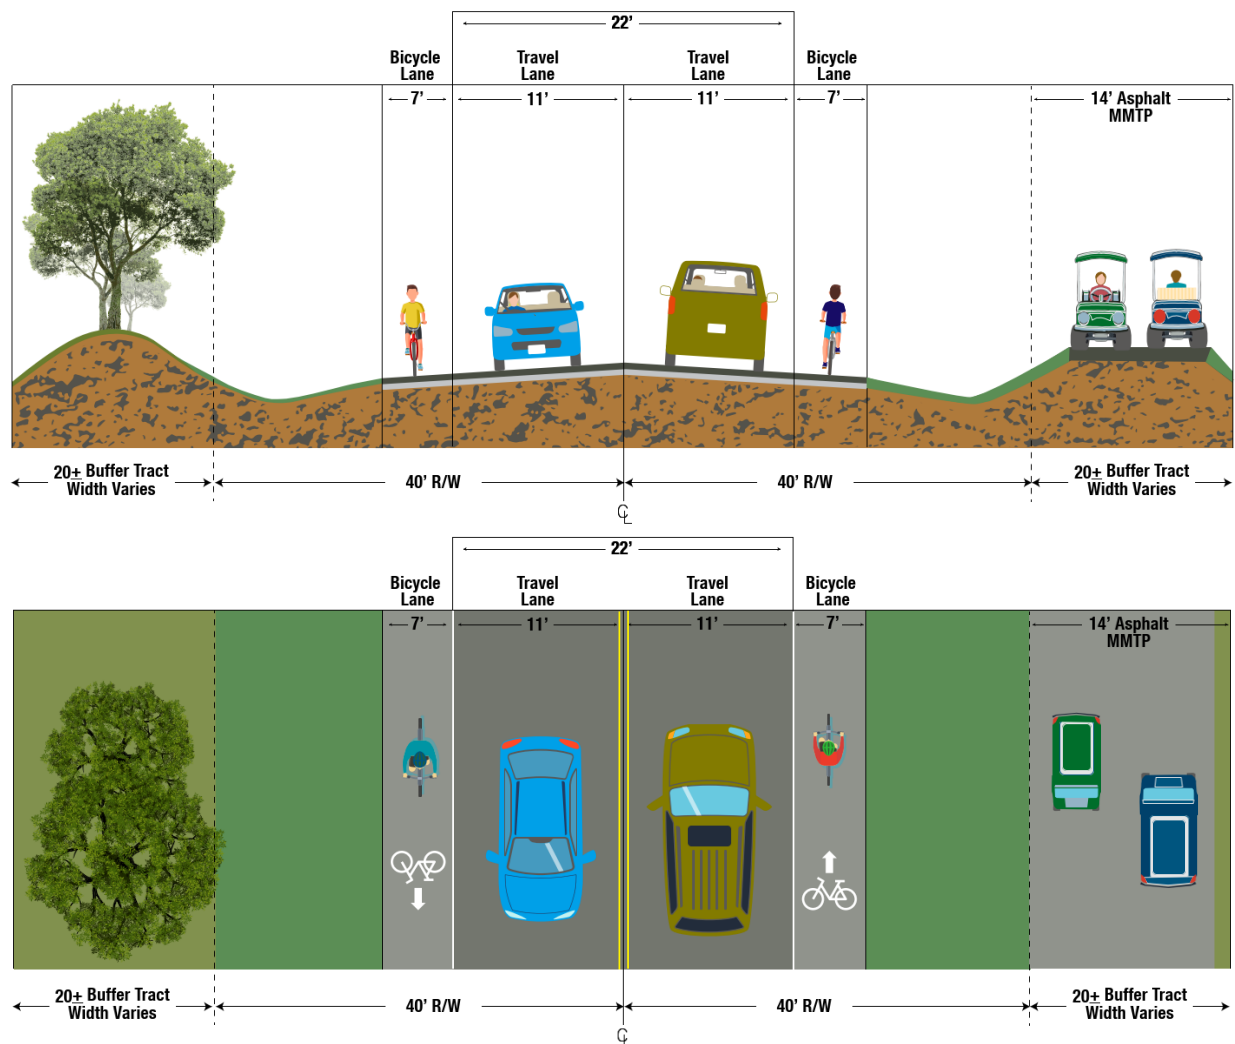 22’
Bicycle
Lane
Travel
Lane
Travel
Lane
Bicycle
Lane
7’
11’
11’
7’
14’ Asphalt
MMTP
20± Buffer Tract
Width Varies
40’ R/W
40’ R/W
20± Buffer Tract
Width Varies
CL
22’
Bicycle
Lane
Travel
Lane
Travel
Lane
Bicycle
Lane
7’
11’
11’
7’
14’ Asphalt
MMTP
20± Buffer Tract
Width Varies
40’ R/W
40’ R/W
20± Buffer Tract
Width Varies
CL